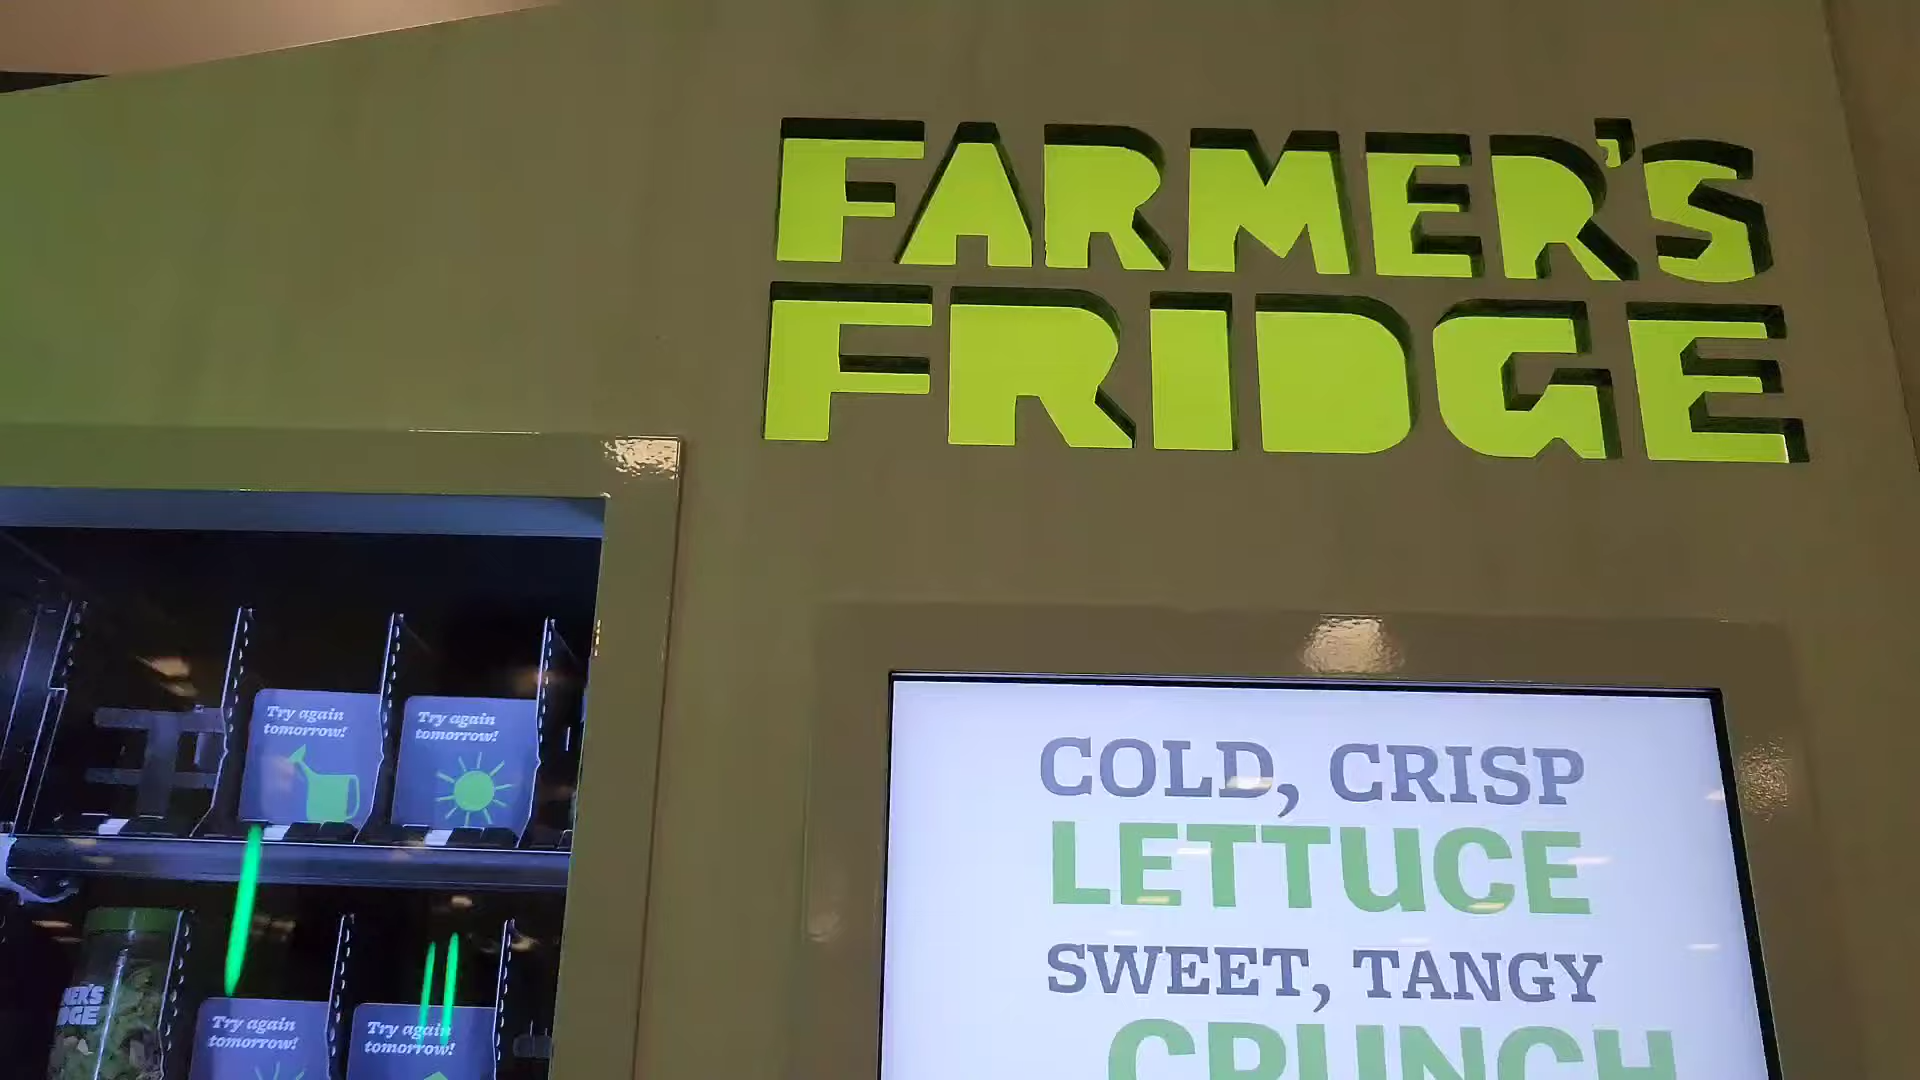 FARMER'S
FRIDGE
Try again
tomorrow!
Try again
tomorrow!
COLD, CRISP
LETTUCE
SWEET, TANGY
CRUNCH
Try again
tomorrow!
Try again
tomorrow!